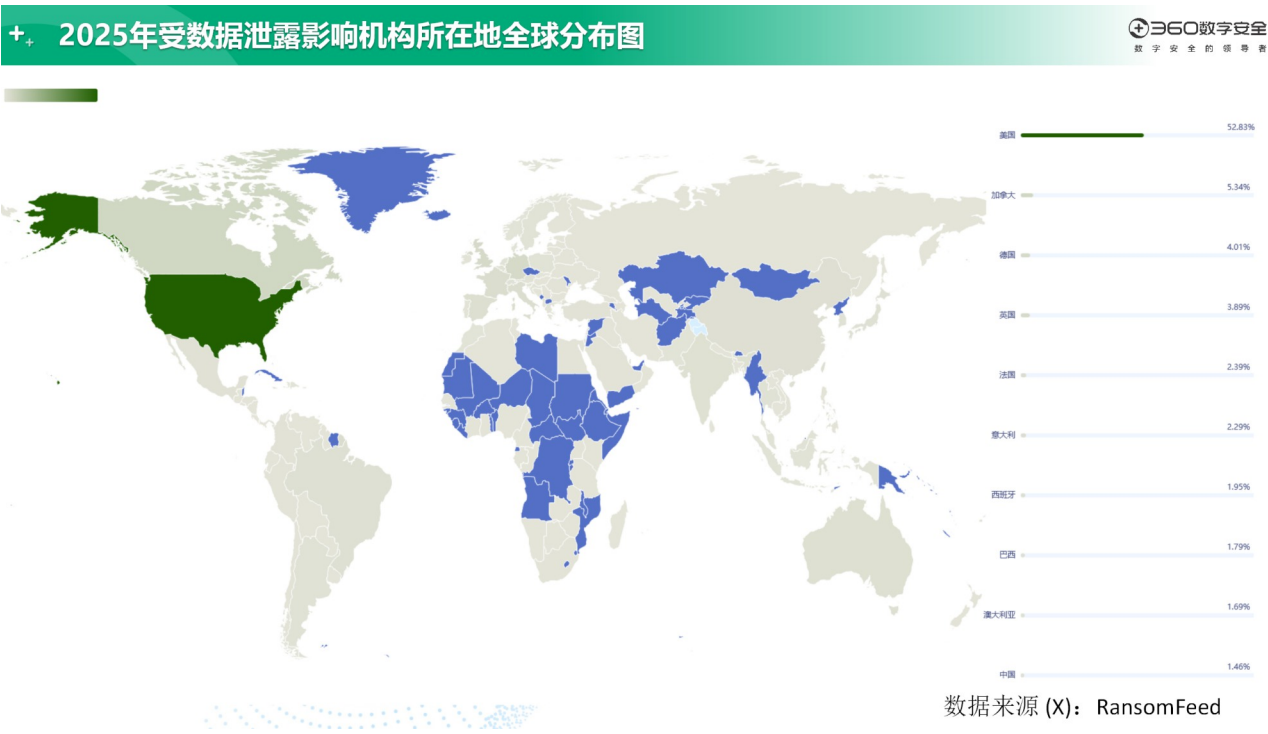 2025年受数据泄露影响机构所在地全球分布图
360数字安全
数字安全的领导者
美国 52.83%
加拿大 5.34%
德国 4.01%
英国 3.89%
法国 2.39%
意大利 2.29%
西班牙 1.95%
巴西 1.79%
澳大利亚 1.69%
中国 1.46%
数据来源 (X)：RansomFeed